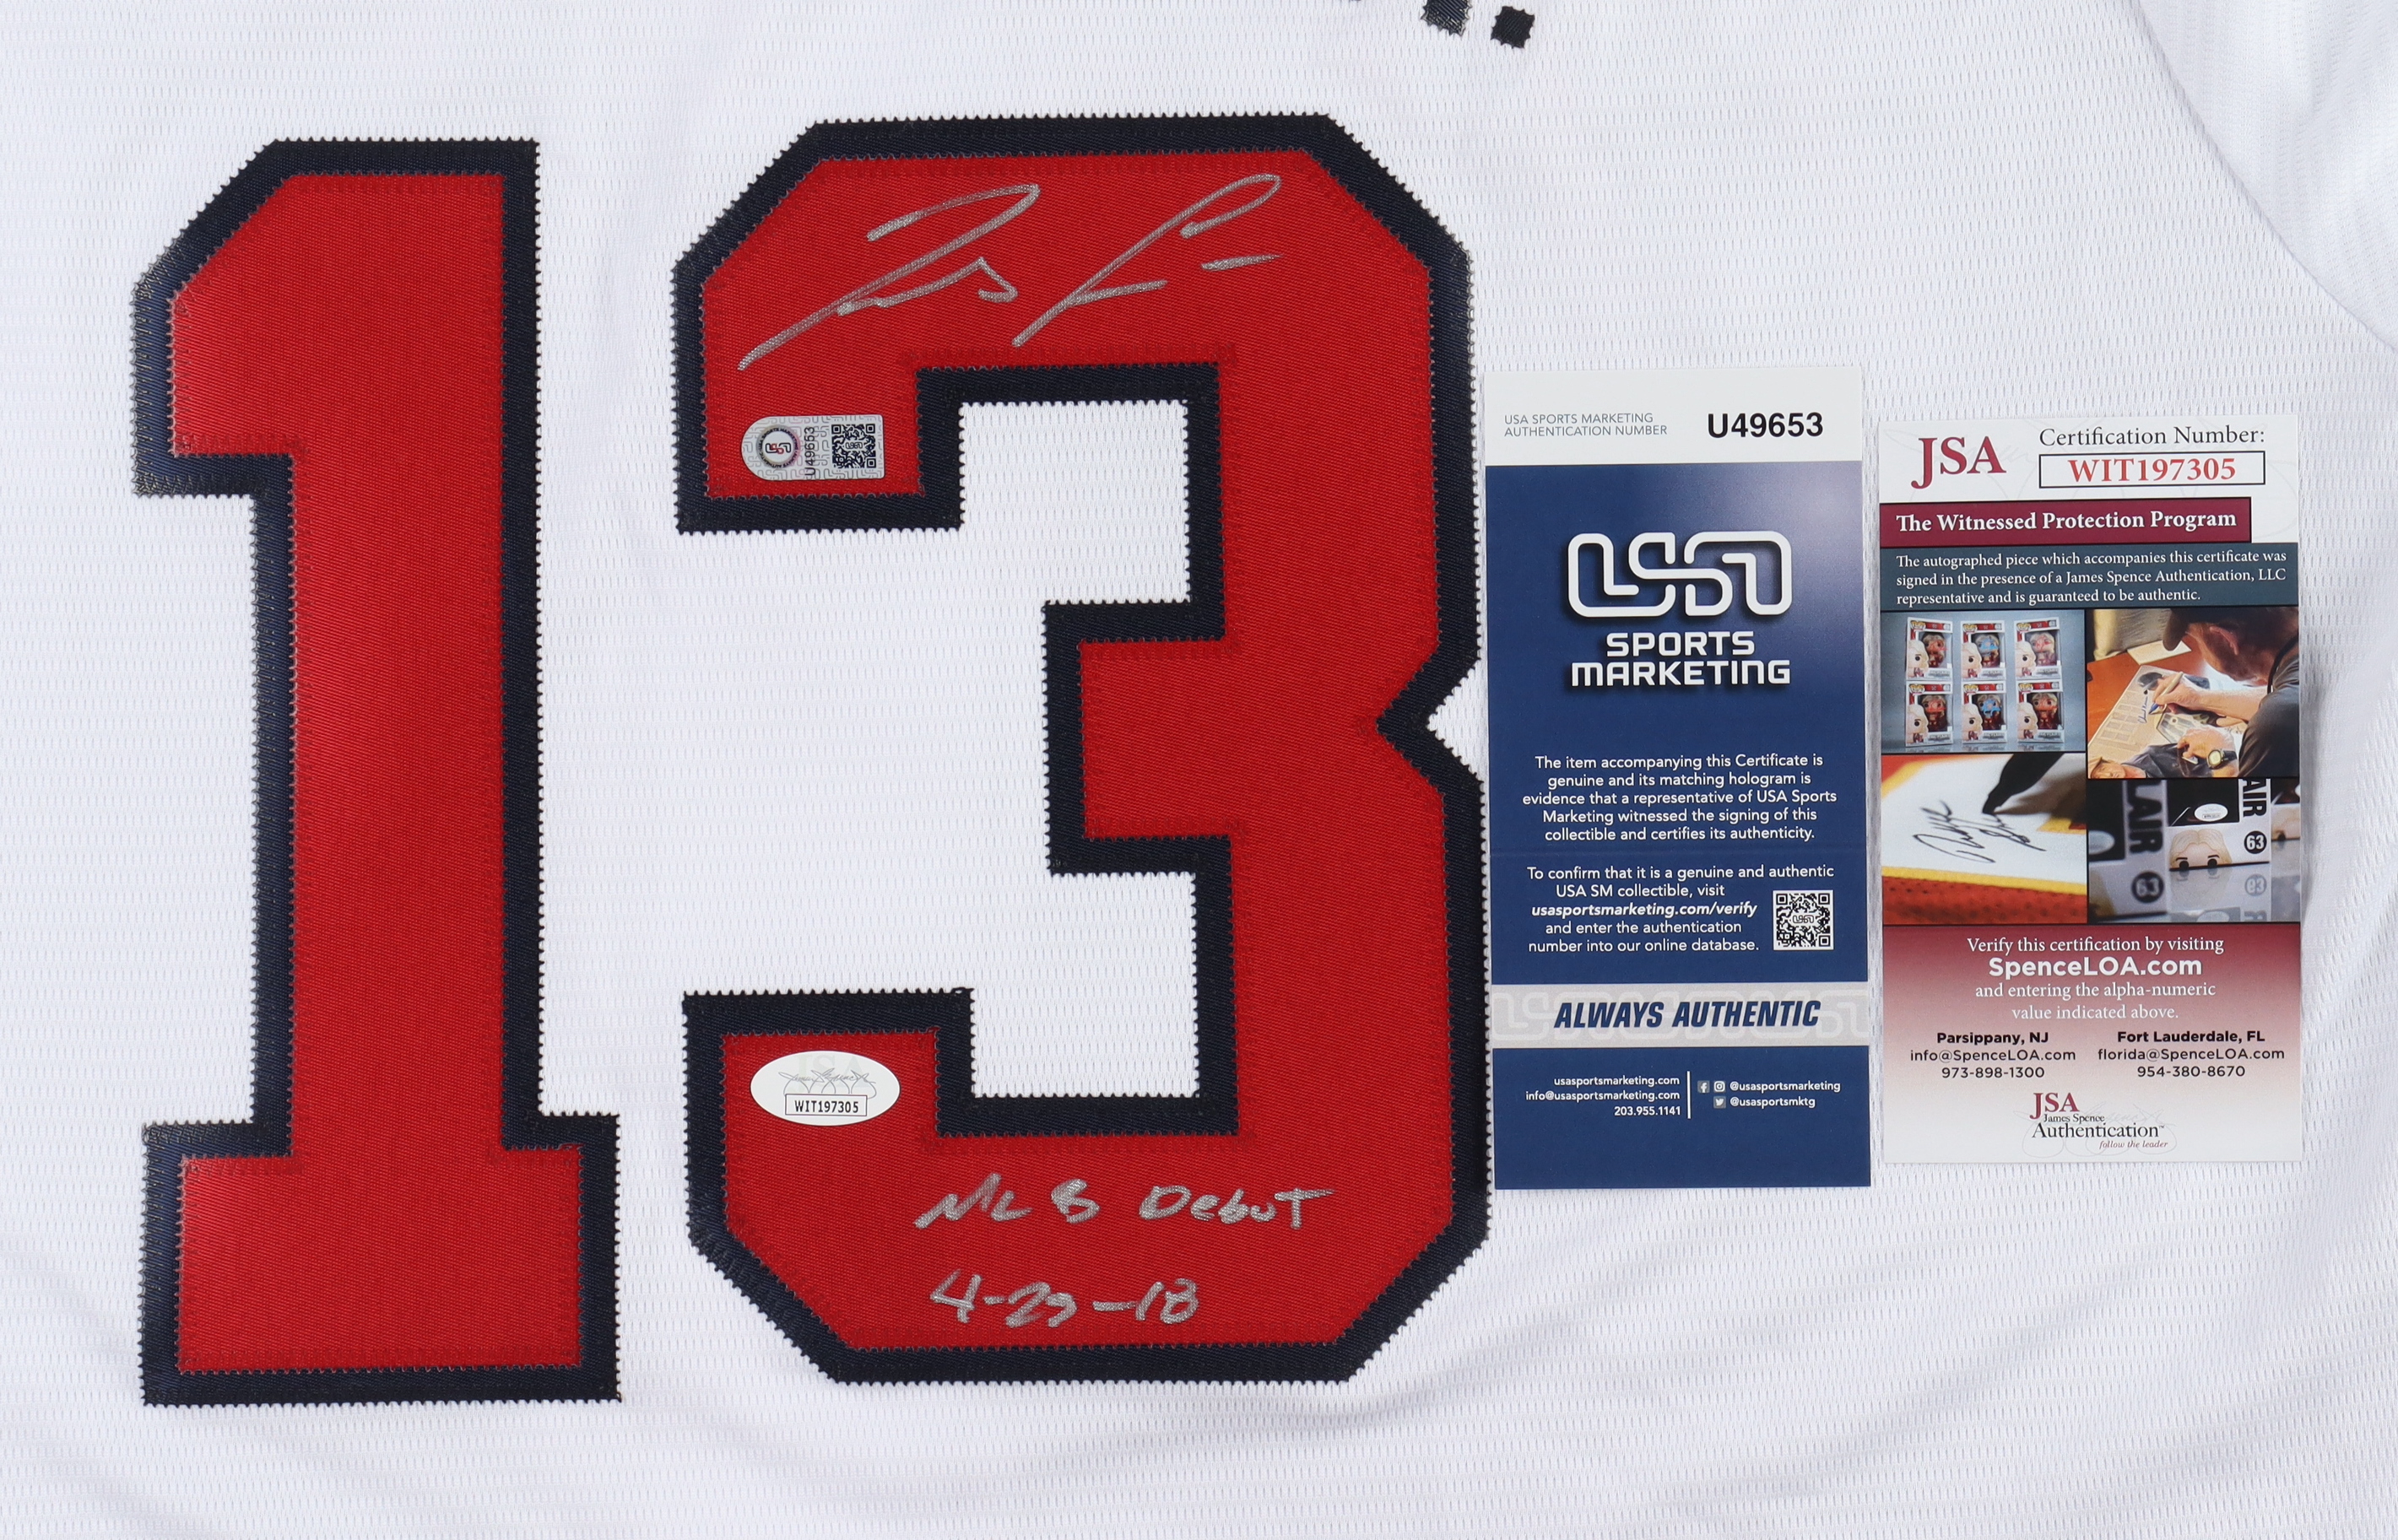 13
U49653
WIT197305
MLB Debut
4-25-18
USA SPORTS MARKETING
AUTHENTICATION NUMBER
U49653
USA
SPORTS
MARKETING
The item accompanying this Certificate is
genuine and its matching hologram is
evidence that a representative of USA Sports
Marketing witnessed the signing of this
collectible and certifies its authenticity.
To confirm that it is a genuine and authentic
USA SM collectible, visit
usasportsmarketing.com/verify
and enter the authentication
number into our online database.
ALWAYS AUTHENTIC
usasportsmarketing.com
info@usasportsmarketing.com
203.955.1141
@usasportsmarketing
@usasportsmktg
JSA
Certification Number:
WIT197305
The Witnessed Protection Program
The autographed piece which accompanies this certificate was
signed in the presence of a James Spence Authentication, LLC
representative and is guaranteed to be authentic.
LAIR
63
AIR
63
Verify this certification by visiting
SpenceLOA.com
and entering the alpha-numeric
value indicated above.
Parsippany, NJ
info@SpenceLOA.com
973-898-1300
Fort Lauderdale, FL
florida@SpenceLOA.com
954-380-8670
JSA
James Spence
Authentication™
follow the leader